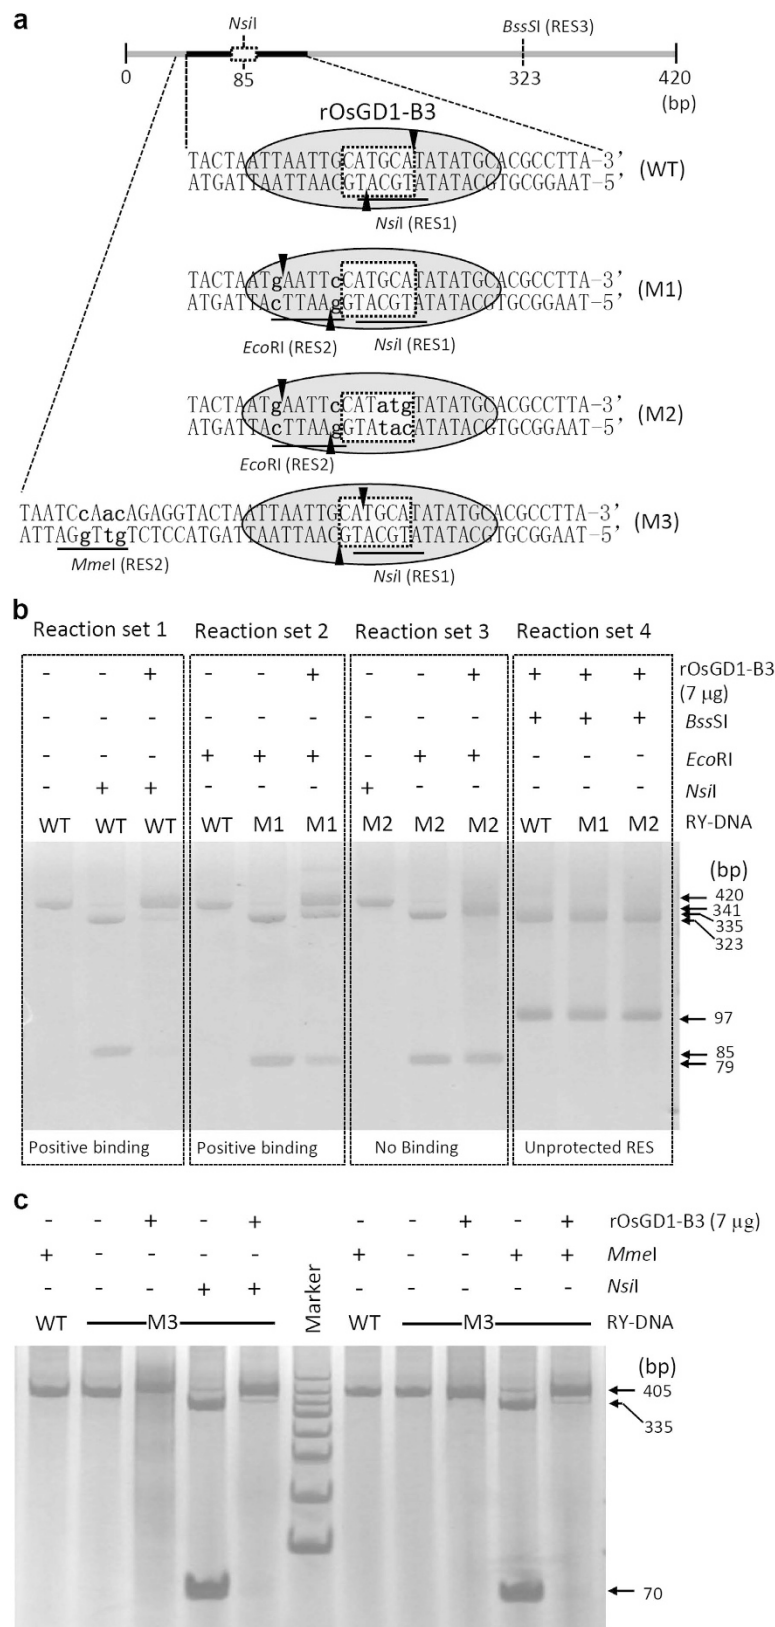 a
NsiI
BssSI (RES3)
0
85
323
420
(bp)
rOsGD1-B3
TACTAATTAATTGCATGCATATATGCACGCCTTA-3’
ATGATTAATTAACGTACGTATATACGTGCGGAAT-5’
(WT)
NsiI (RES1)
TACTAATgAATTcCATGCATATATGCACGCCTTA-3’
ATGATTAcTTAAgGTACGTATATACGTGCGGAAT-5’
(M1)
EcoRI (RES2)
NsiI (RES1)
TACTAATgAATTcCATatgTATATGCACGCCTTA-3’
ATGATTAcTTAAgGTAtacATATACGTGCGGAAT-5’
(M2)
EcoRI (RES2)
TAATCcAacAGAGGTACTAATTAATTGCATGCATATATGCACGCCTTA-3’
ATTAGgTtgTCTCCATGATTAATTAACGTACGTATATACGTGCGGAAT-5’
(M3)
MmeI (RES2)
NsiI (RES1)
b
Reaction set 1 Reaction set 2 Reaction set 3 Reaction set 4
- - + - - + - - + + + + rOsGD1-B3
(7 µg)
- - - - - - - - - + + + BssSI
- - - + + + - + + - - - EcoRI
- + + - - - + - - - - - NsiI
WT WT WT WT M1 M1 M2 M2 M2 WT M1 M2 RY-DNA
(bp)
420
341
335
323
97
85
79
Positive binding Positive binding No Binding Unprotected RES
c
- - + - + - - + - + rOsGD1-B3 (7 µg)
+ - - - - + - - + + MmeI
- - - + + - - - - - NsiI
Marker
WT M3 WT M3 RY-DNA
(bp)
405
335
70